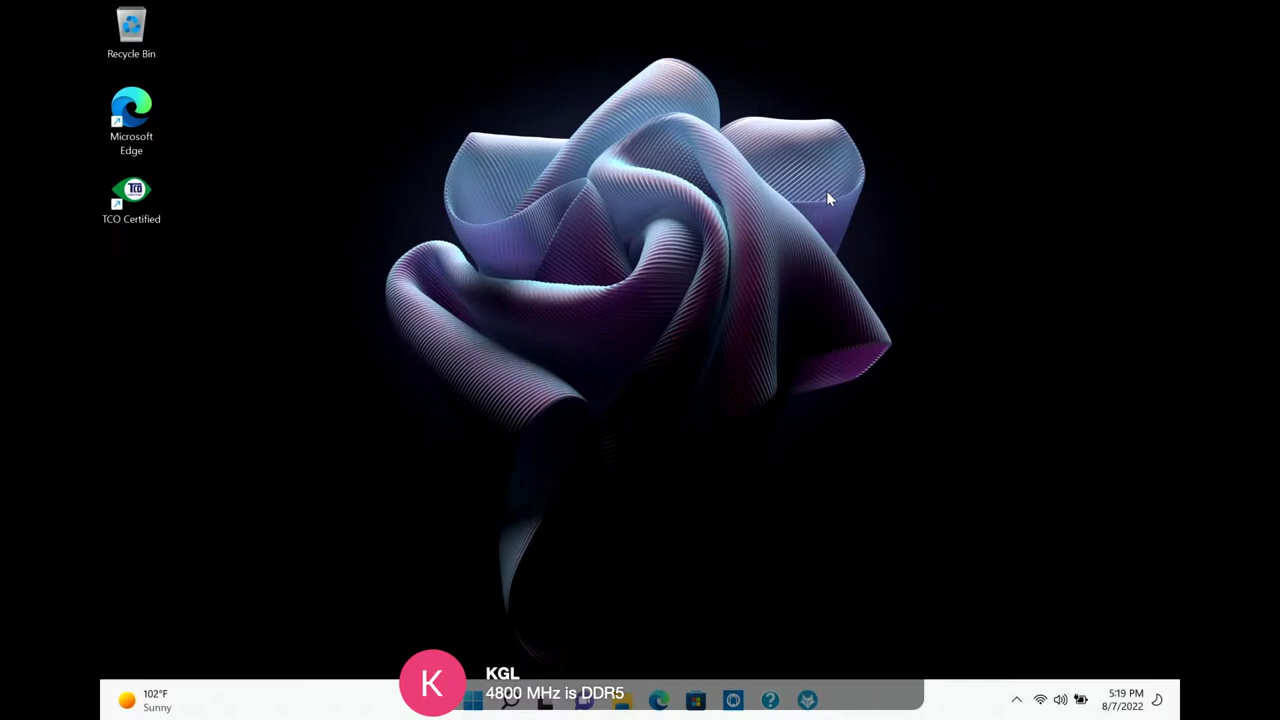 Recycle Bin
Microsoft
Edge
TCO
TCO Certified
K
KGL
4800 MHz is DDR5
102°F
Sunny
5:19 PM
8/7/2022